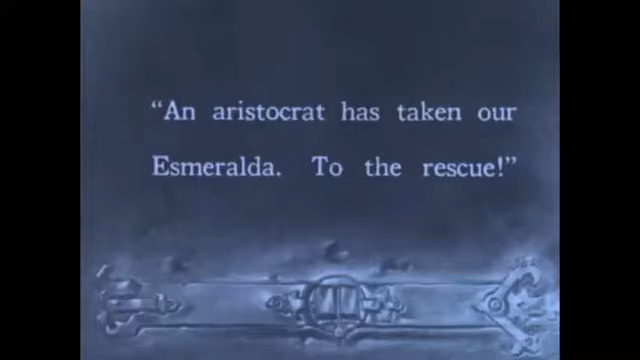 “An aristocrat has taken our
Esmeralda. To the rescue!”